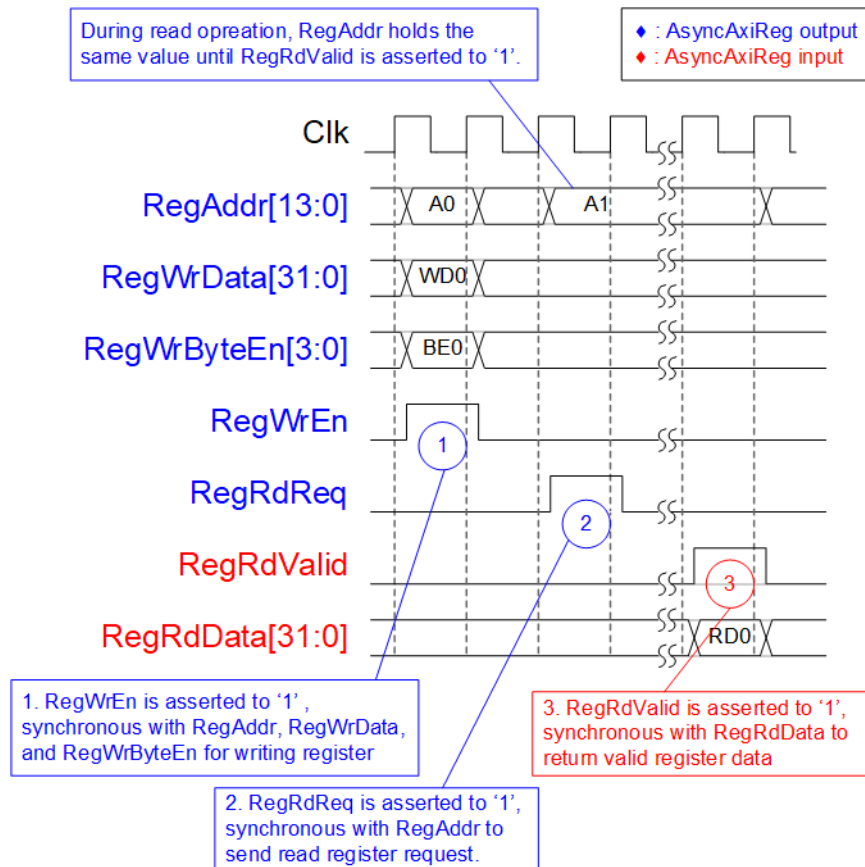 During read opreation, RegAddr holds the
same value until RegRdValid is asserted to ‘1’.
♦ : AsyncAxiReg output
♦ : AsyncAxiReg input
Clk
RegAddr[13:0]
A0
A1
RegWrData[31:0]
WD0
RegWrByteEn[3:0]
BE0
RegWrEn
1
RegRdReq
2
RegRdValid
3
RegRdData[31:0]
RD0
1. RegWrEn is asserted to ‘1’ ,
synchronous with RegAddr, RegWrData,
and RegWrByteEn for writing register
3. RegRdValid is asserted to ‘1’,
synchronous with RegRdData to
return valid register data
2. RegRdReq is asserted to ‘1’,
synchronous with RegAddr to
send read register request.